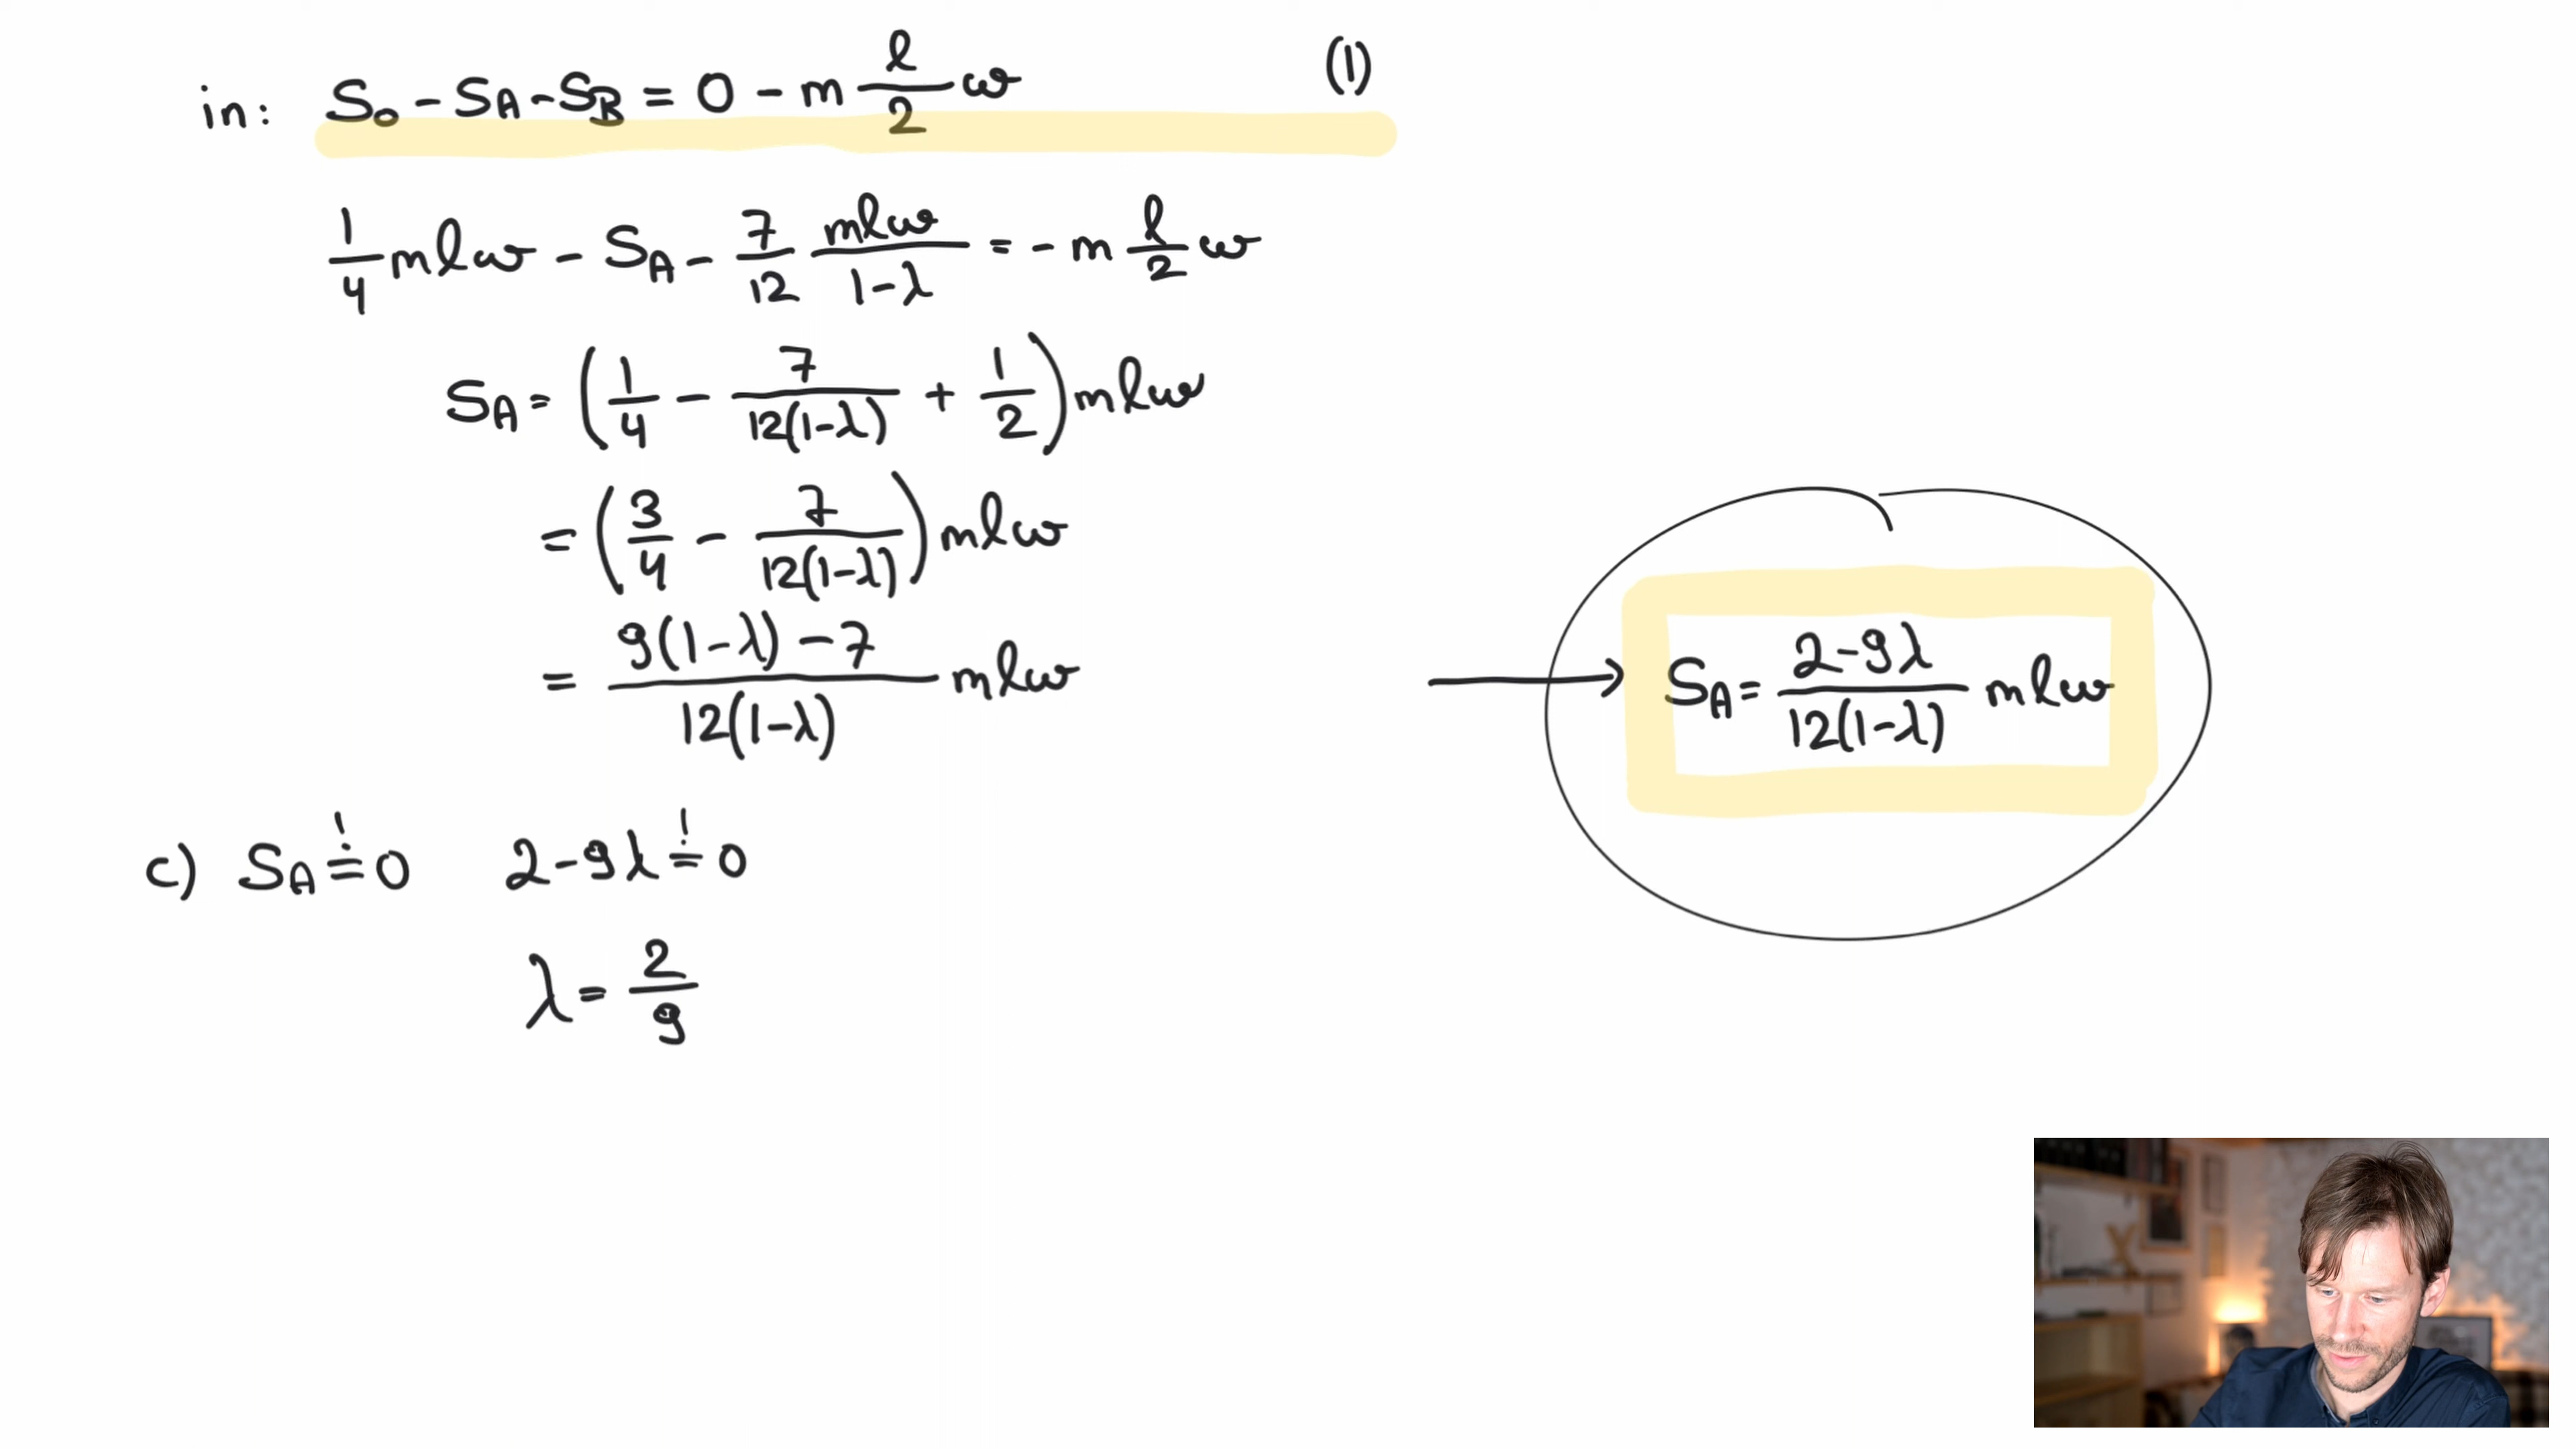 in: S₀ - S_A - S_B = 0 - m l/2 ω (1)
1/4 mlω - S_A - 7/12 mlω/(1-λ) = - m l/2 ω
S_A = (1/4 - 7/(12(1-λ)) + 1/2) mlω
= (3/4 - 7/(12(1-λ))) mlω
= (9(1-λ) - 7)/(12(1-λ)) mlω → S_A = (2-9λ)/(12(1-λ)) mlω
c) S_A =! 0 2-9λ =! 0
λ = 2/9